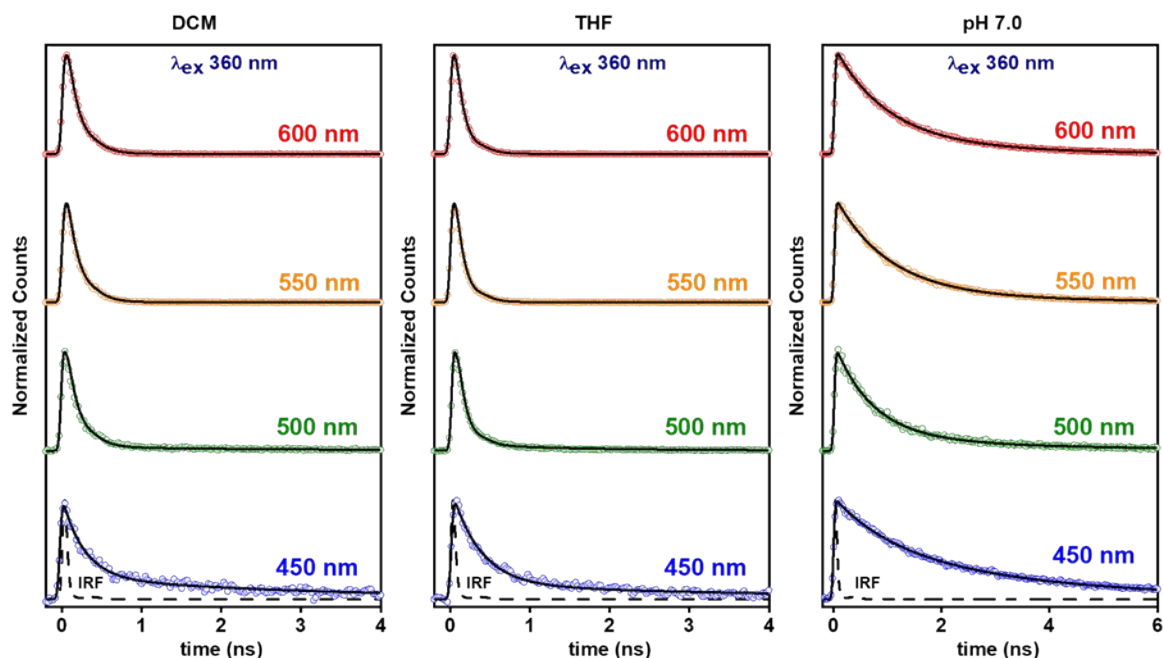 DCM
THF
pH 7.0
λex 360 nm
λex 360 nm
λex 360 nm
600 nm
600 nm
600 nm
550 nm
550 nm
550 nm
500 nm
500 nm
500 nm
450 nm
450 nm
450 nm
IRF
IRF
IRF
Normalized Counts
Normalized Counts
Normalized Counts
0 1 2 3 4
0 1 2 3 4
0 2 4 6
time (ns)
time (ns)
time (ns)